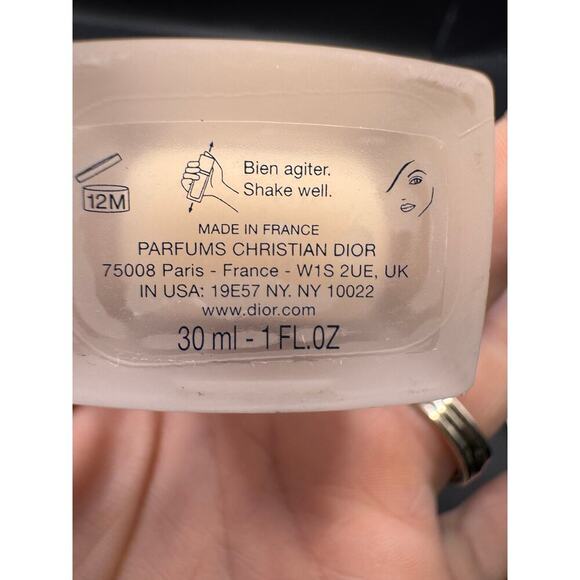 Bien agiter.
Shake well.
12M
MADE IN FRANCE
PARFUMS CHRISTIAN DIOR
75008 Paris - France - W1S 2UE, UK
IN USA: 19E57 NY. NY 10022
www.dior.com
30 ml - 1 FL.OZ